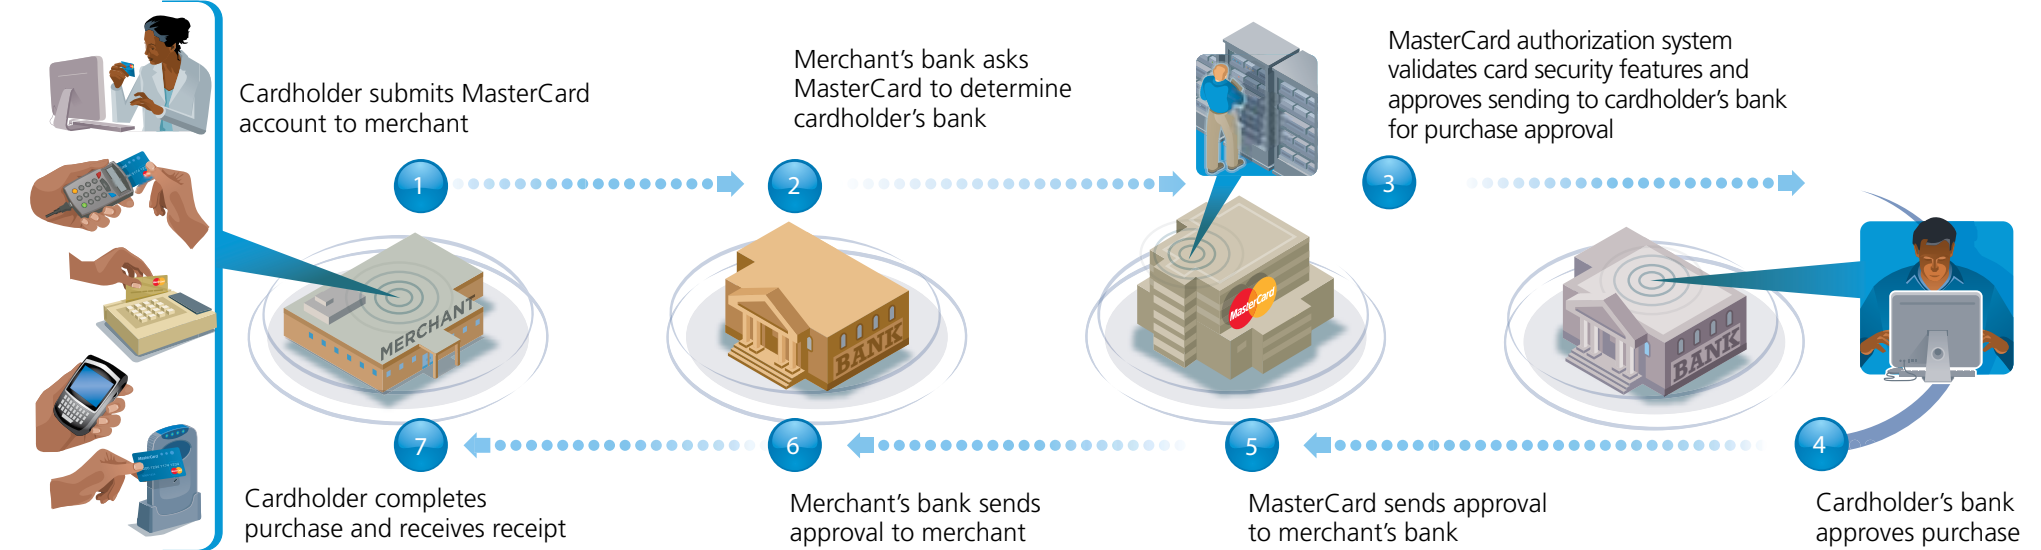 Cardholder submits MasterCard
account to merchant
1
Merchant's bank asks
MasterCard to determine
cardholder's bank
2
MasterCard authorization system
validates card security features and
approves sending to cardholder's bank
for purchase approval
3
MERCHANT
BANK
MasterCard
BANK
7
6
5
4
Cardholder completes
purchase and receives receipt
Merchant's bank sends
approval to merchant
MasterCard sends approval
to merchant's bank
Cardholder's bank
approves purchase
MasterCard